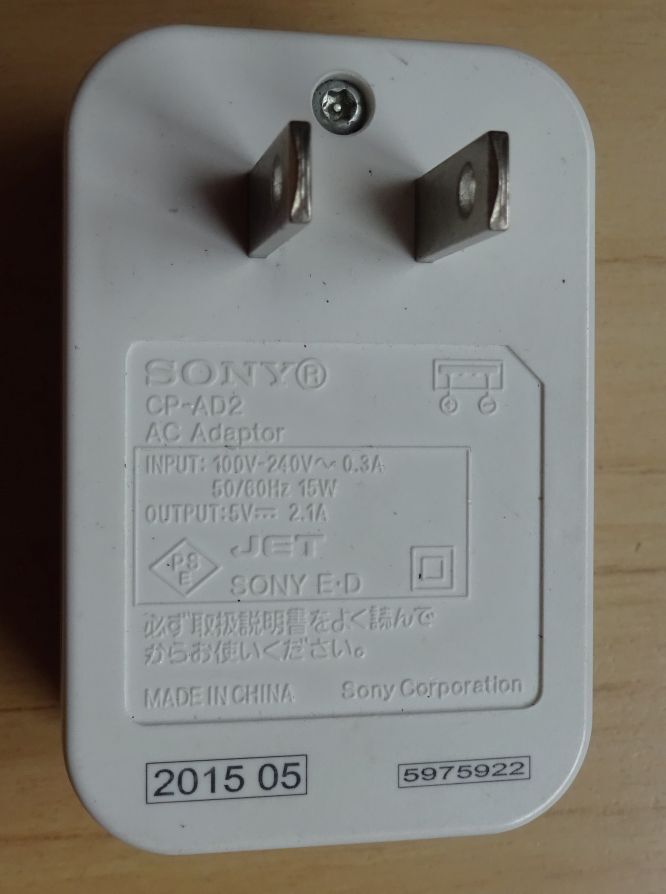 SONY®
CP-AD2
AC Adaptor
INPUT: 100V-240V～ 0.3A
50/60Hz 15W
OUTPUT:5V⎓ 2.1A
PS
E
JET
SONY E·D
必ず取扱説明書をよく読んで
からお使いください。
MADE IN CHINA
Sony Corporation
2015 05
5975922